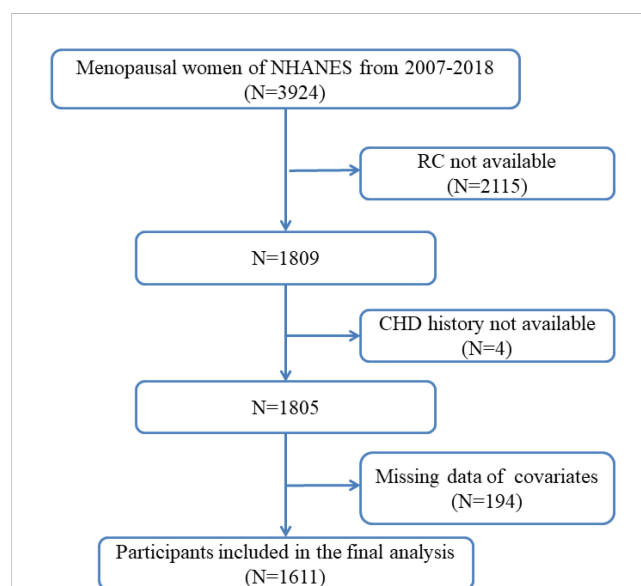 Menopausal women of NHANES from 2007-2018
(N=3924)
RC not available
(N=2115)
N=1809
CHD history not available
(N=4)
N=1805
Missing data of covariates
(N=194)
Participants included in the final analysis
(N=1611)